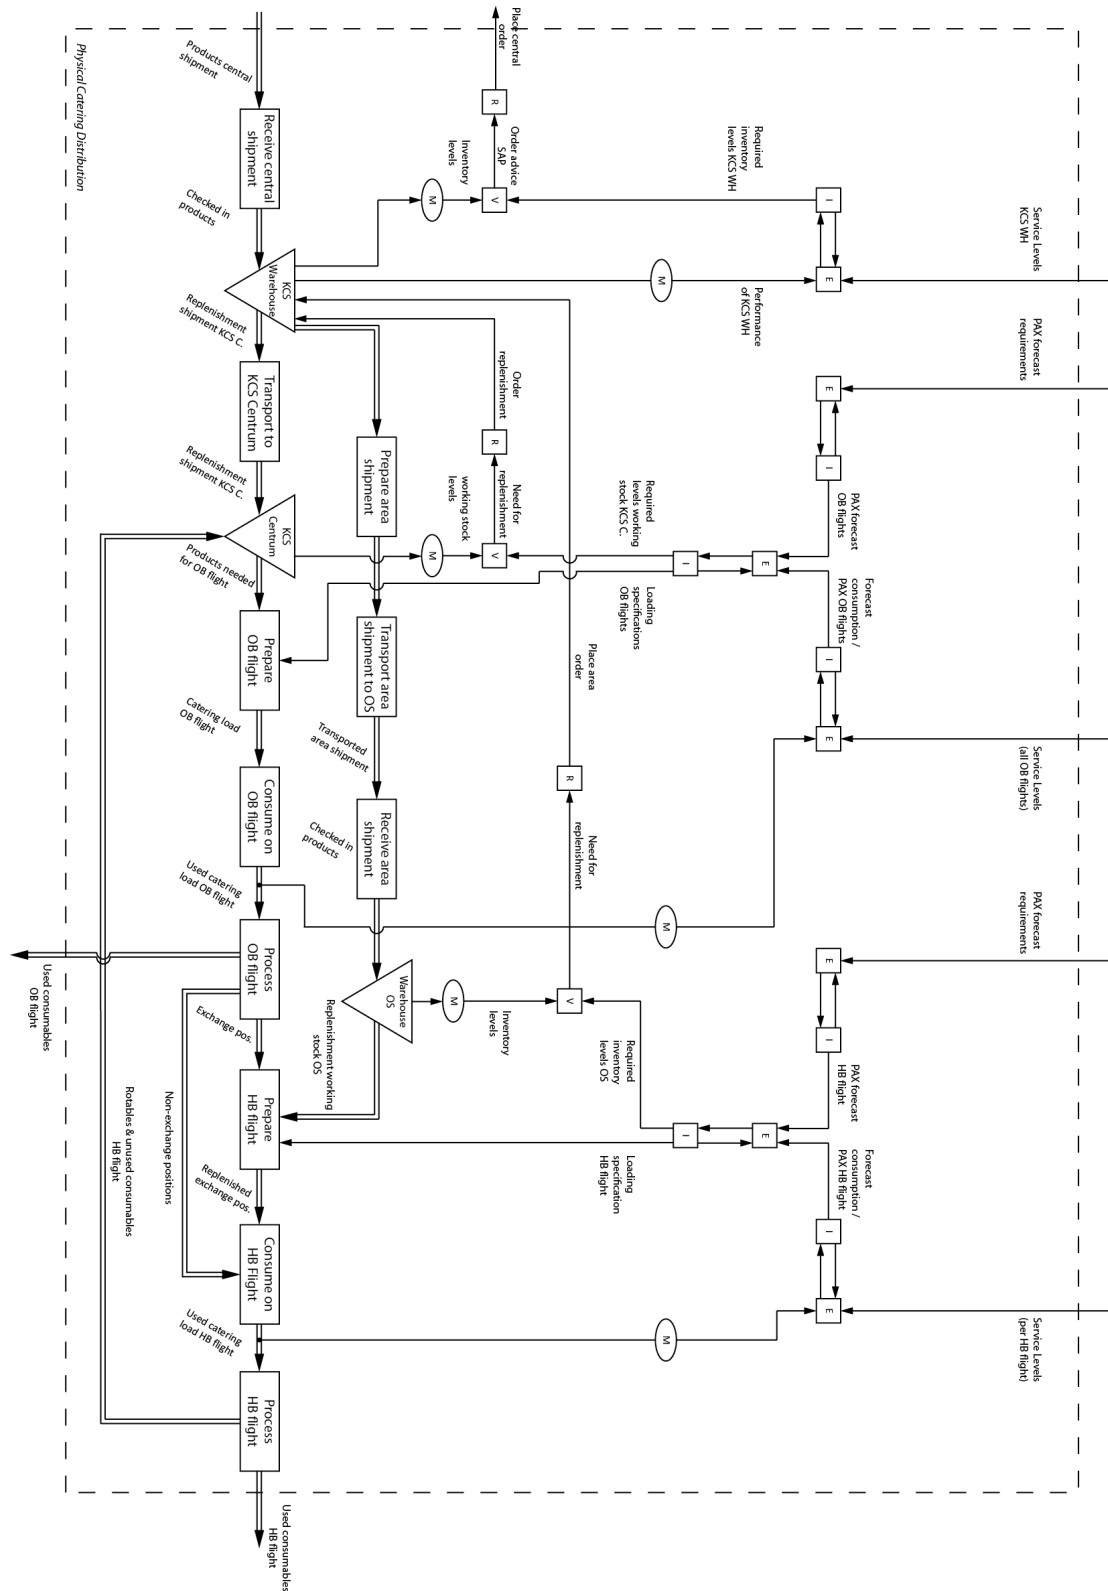 Service Levels
KCS WH
PAX forecast
requirements
Service Levels
(all OB flights)
PAX forecast
requirements
Service Levels
(per HB flight)
I
E
E
I
I
E
E
I
I
E
PAX forecast
OB flights
Forecast
consumption /
PAX OB flights
PAX forecast
HB flight
Forecast
consumption /
PAX HB flight
Required
inventory
levels KCS WH
M
Performance
of KCS WH
I
E
I
E
Required
levels working
stock KCS C.
Loading
specifications
OB flights
M
Required
inventory
levels OS
Loading
specification
HB flight
M
Place area
order
R
Need for
replenishment
V
Place central
order
R
Order advice
SAP
V
Inventory
levels
M
Order
replenishment
R
Need for
replenishment
V
working stock
levels
M
Inventory
levels
M
Prepare area
shipment
Transport area
shipment to OS
Transported
area shipment
Receive area
shipment
Checked in
products
Warehouse
OS
Replenishment working
stock OS
Products central
shipment
Receive central
shipment
Checked in
products
KCS
Warehouse
Replenishment
shipment KCS C.
Transport to
KCS Centrum
Replenishment
shipment KCS C.
KCS
Centrum
Products needed
for OB flight
Prepare
OB flight
Catering load
OB flight
Consume on
OB flight
Used catering
load OB flight
Process
OB flight
Exchange pos.
Prepare
HB flight
Replenished
exchange pos.
Consume on
HB Flight
Used catering
load HB flight
Process
HB flight
Used consumables
HB flight
Non-exchange positions
Rotables & unused consumables
HB flight
Used consumables
OB flight
Physical Catering Distribution